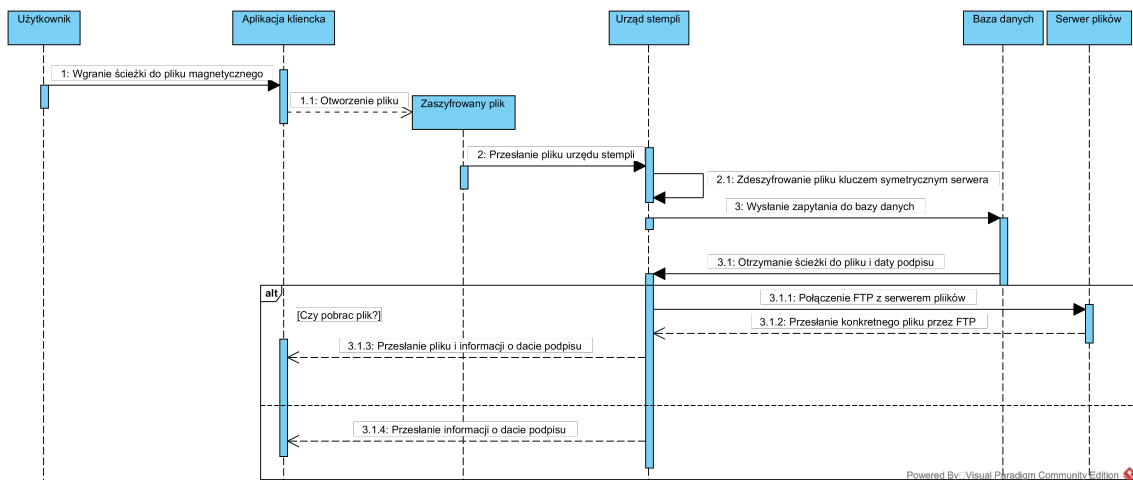 Użytkownik
Aplikacja kliencka
Urząd stempli
Baza danych
Serwer plików
1: Wgranie ścieżki do pliku magnetycznego
1.1: Otworzenie pliku
Zaszyfrowany plik
2: Przesłanie pliku urzędu stempli
2.1: Zdeszyfrowanie pliku kluczem symetrycznym serwera
3: Wysłanie zapytania do bazy danych
3.1: Otrzymanie ścieżki do pliku i daty podpisu
alt
3.1.1: Połączenie FTP z serwerem pliików
[Czy pobrac plik?]
3.1.2: Przesłanie konkretnego pliku przez FTP
3.1.3: Przesłanie pliku i informacji o dacie podpisu
3.1.4: Przesłanie informacji o dacie podpisu
Powered By Visual Paradigm Community Edition